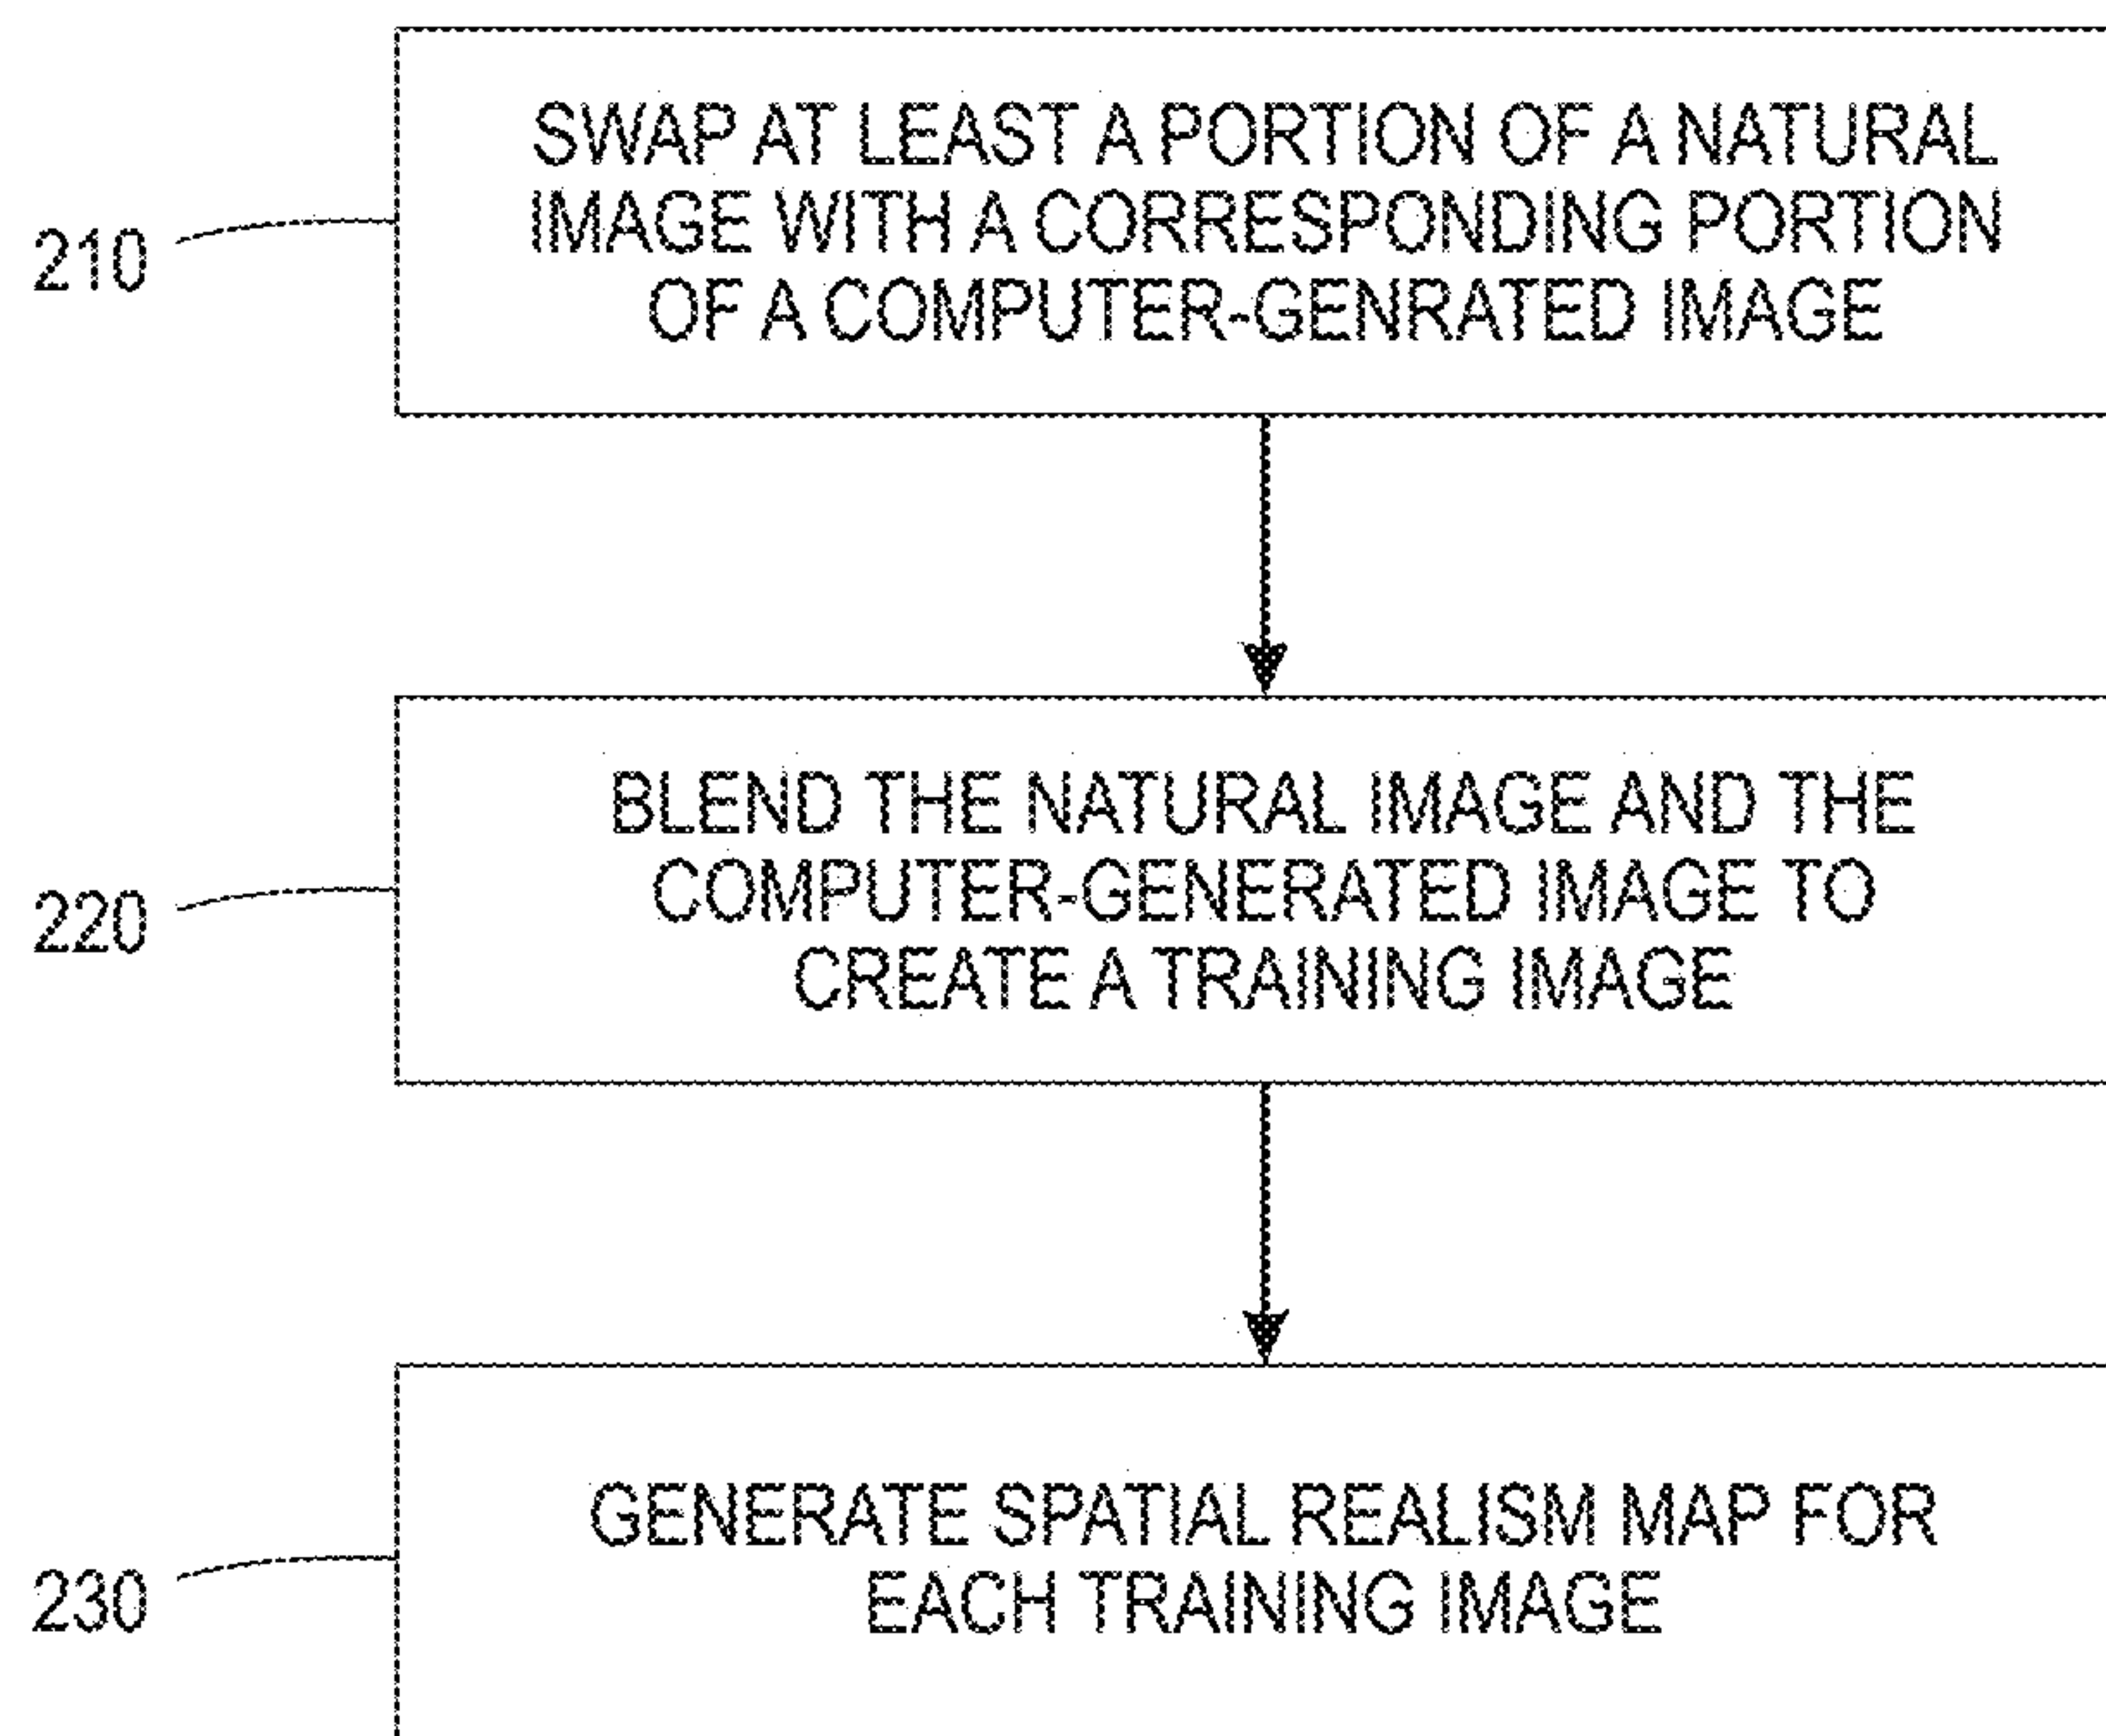 SWAP AT LEAST A PORTION OF A NATURAL
IMAGE WITH A CORRESPONDING PORTION
OF A COMPUTER-GENRATED IMAGE
210
BLEND THE NATURAL IMAGE AND THE
COMPUTER-GENERATED IMAGE TO
CREATE A TRAINING IMAGE
220
GENERATE SPATIAL REALISM MAP FOR
EACH TRAINING IMAGE
230